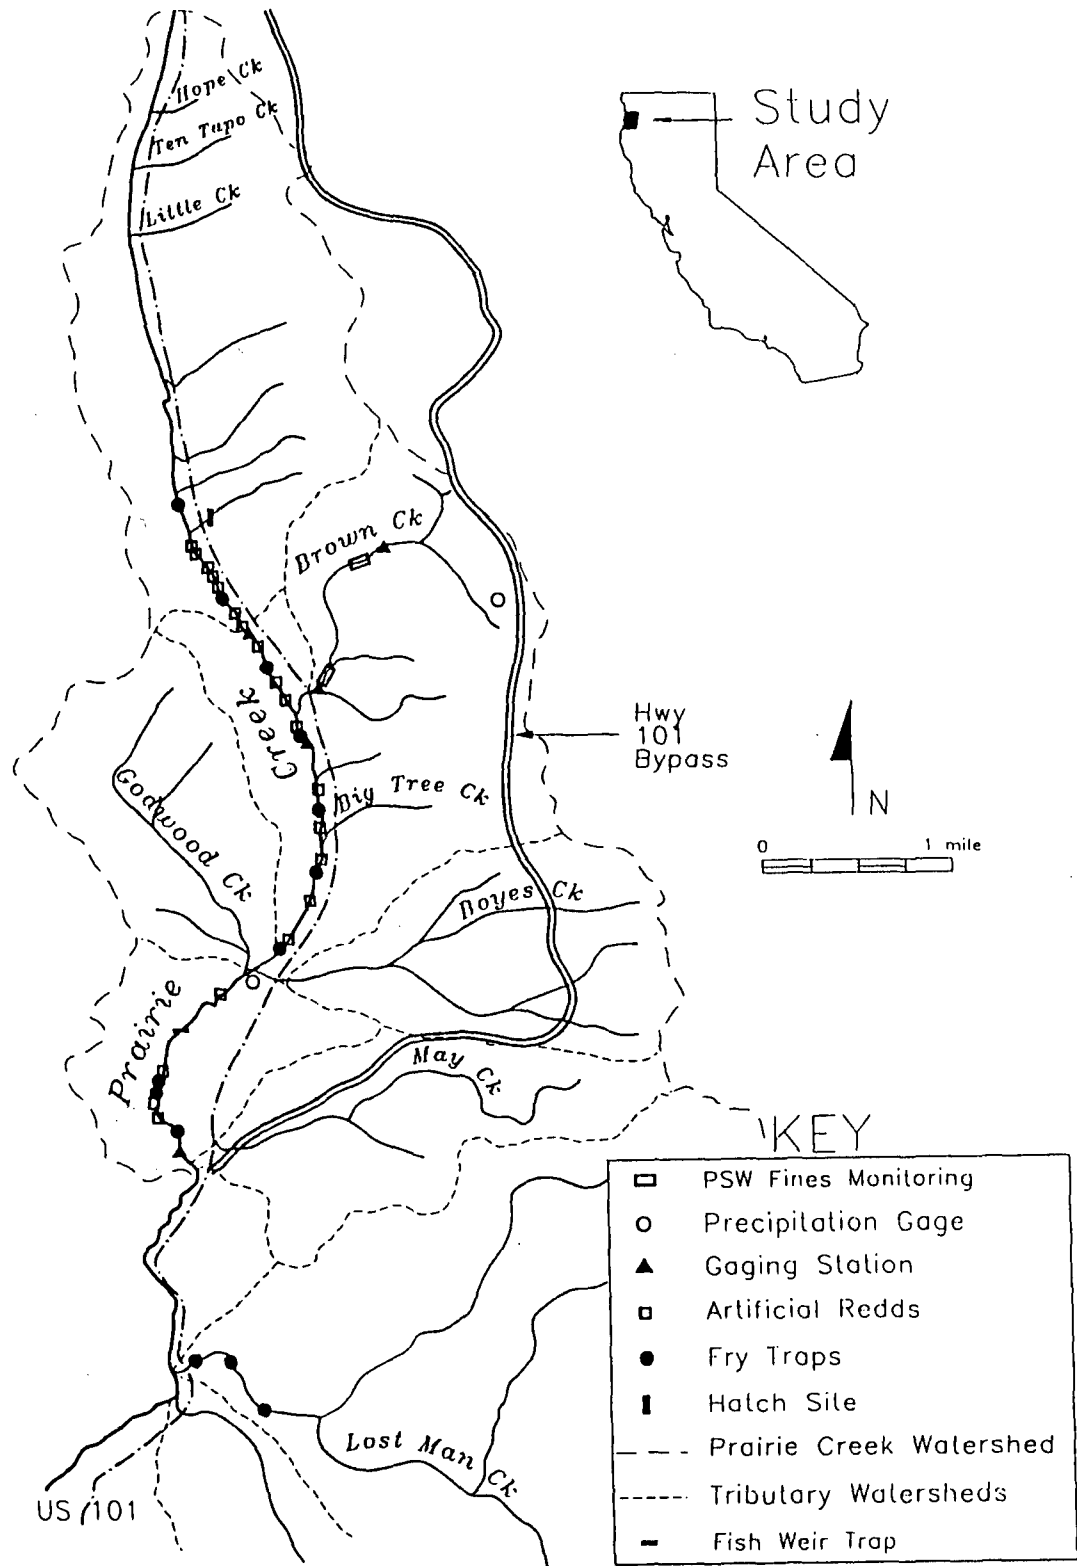 Hope Ck
Ten Tapo Ck
Little Ck
Study
Area
Brown Ck
Creek
Hwy
101
Bypass
N
Godwood Ck
Big Tree Ck
0 1 mile
Boyes Ck
Prairie
May Ck
KEY
PSW Fines Monitoring
Precipitation Gage
Gaging Station
Artificial Redds
Fry Traps
Hatch Site
Prairie Creek Watershed
Tributary Watersheds
Fish Weir Trap
Lost Man Ck
US 101